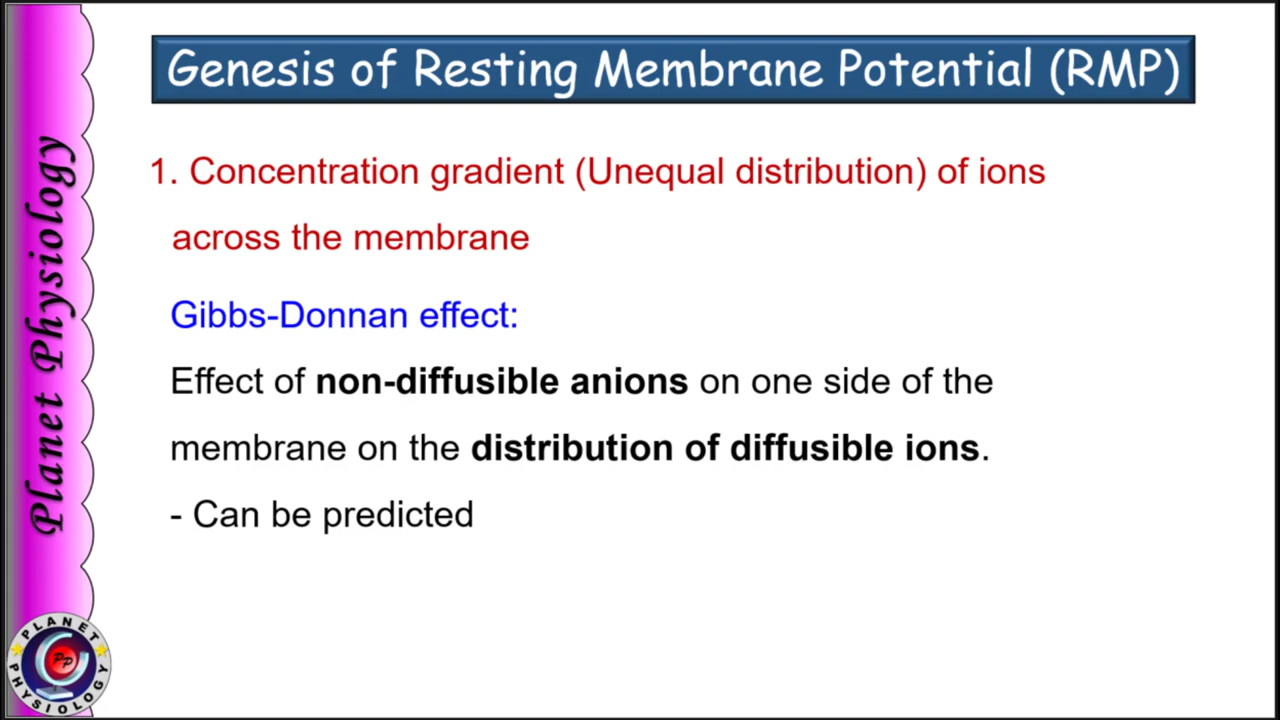 Genesis of Resting Membrane Potential (RMP)
1. Concentration gradient (Unequal distribution) of ions
across the membrane
Gibbs-Donnan effect:
Effect of non-diffusible anions on one side of the
membrane on the distribution of diffusible ions.
- Can be predicted
Planet Physiology
PLANET
PP
PHYSIOLOGY